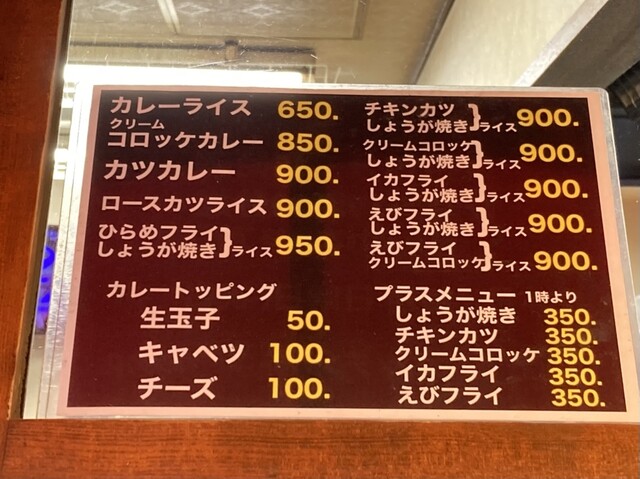 カレーライス 650.
クリーム
コロッケカレー 850.
カツカレー 900.
ロースカツライス 900.
ひらめフライ
しょうが焼き}ライス 950.
カレートッピング
生玉子 50.
キャベツ 100.
チーズ 100.
チキンカツ
しょうが焼き}ライス 900.
クリームコロッケ
しょうが焼き}ライス 900.
イカフライ
しょうが焼き}ライス 900.
えびフライ
しょうが焼き}ライス 900.
えびフライ
クリームコロッケ}ライス 900.
プラスメニュー 1時より
しょうが焼き 350.
チキンカツ 350.
クリームコロッケ 350.
イカフライ 350.
えびフライ 350.